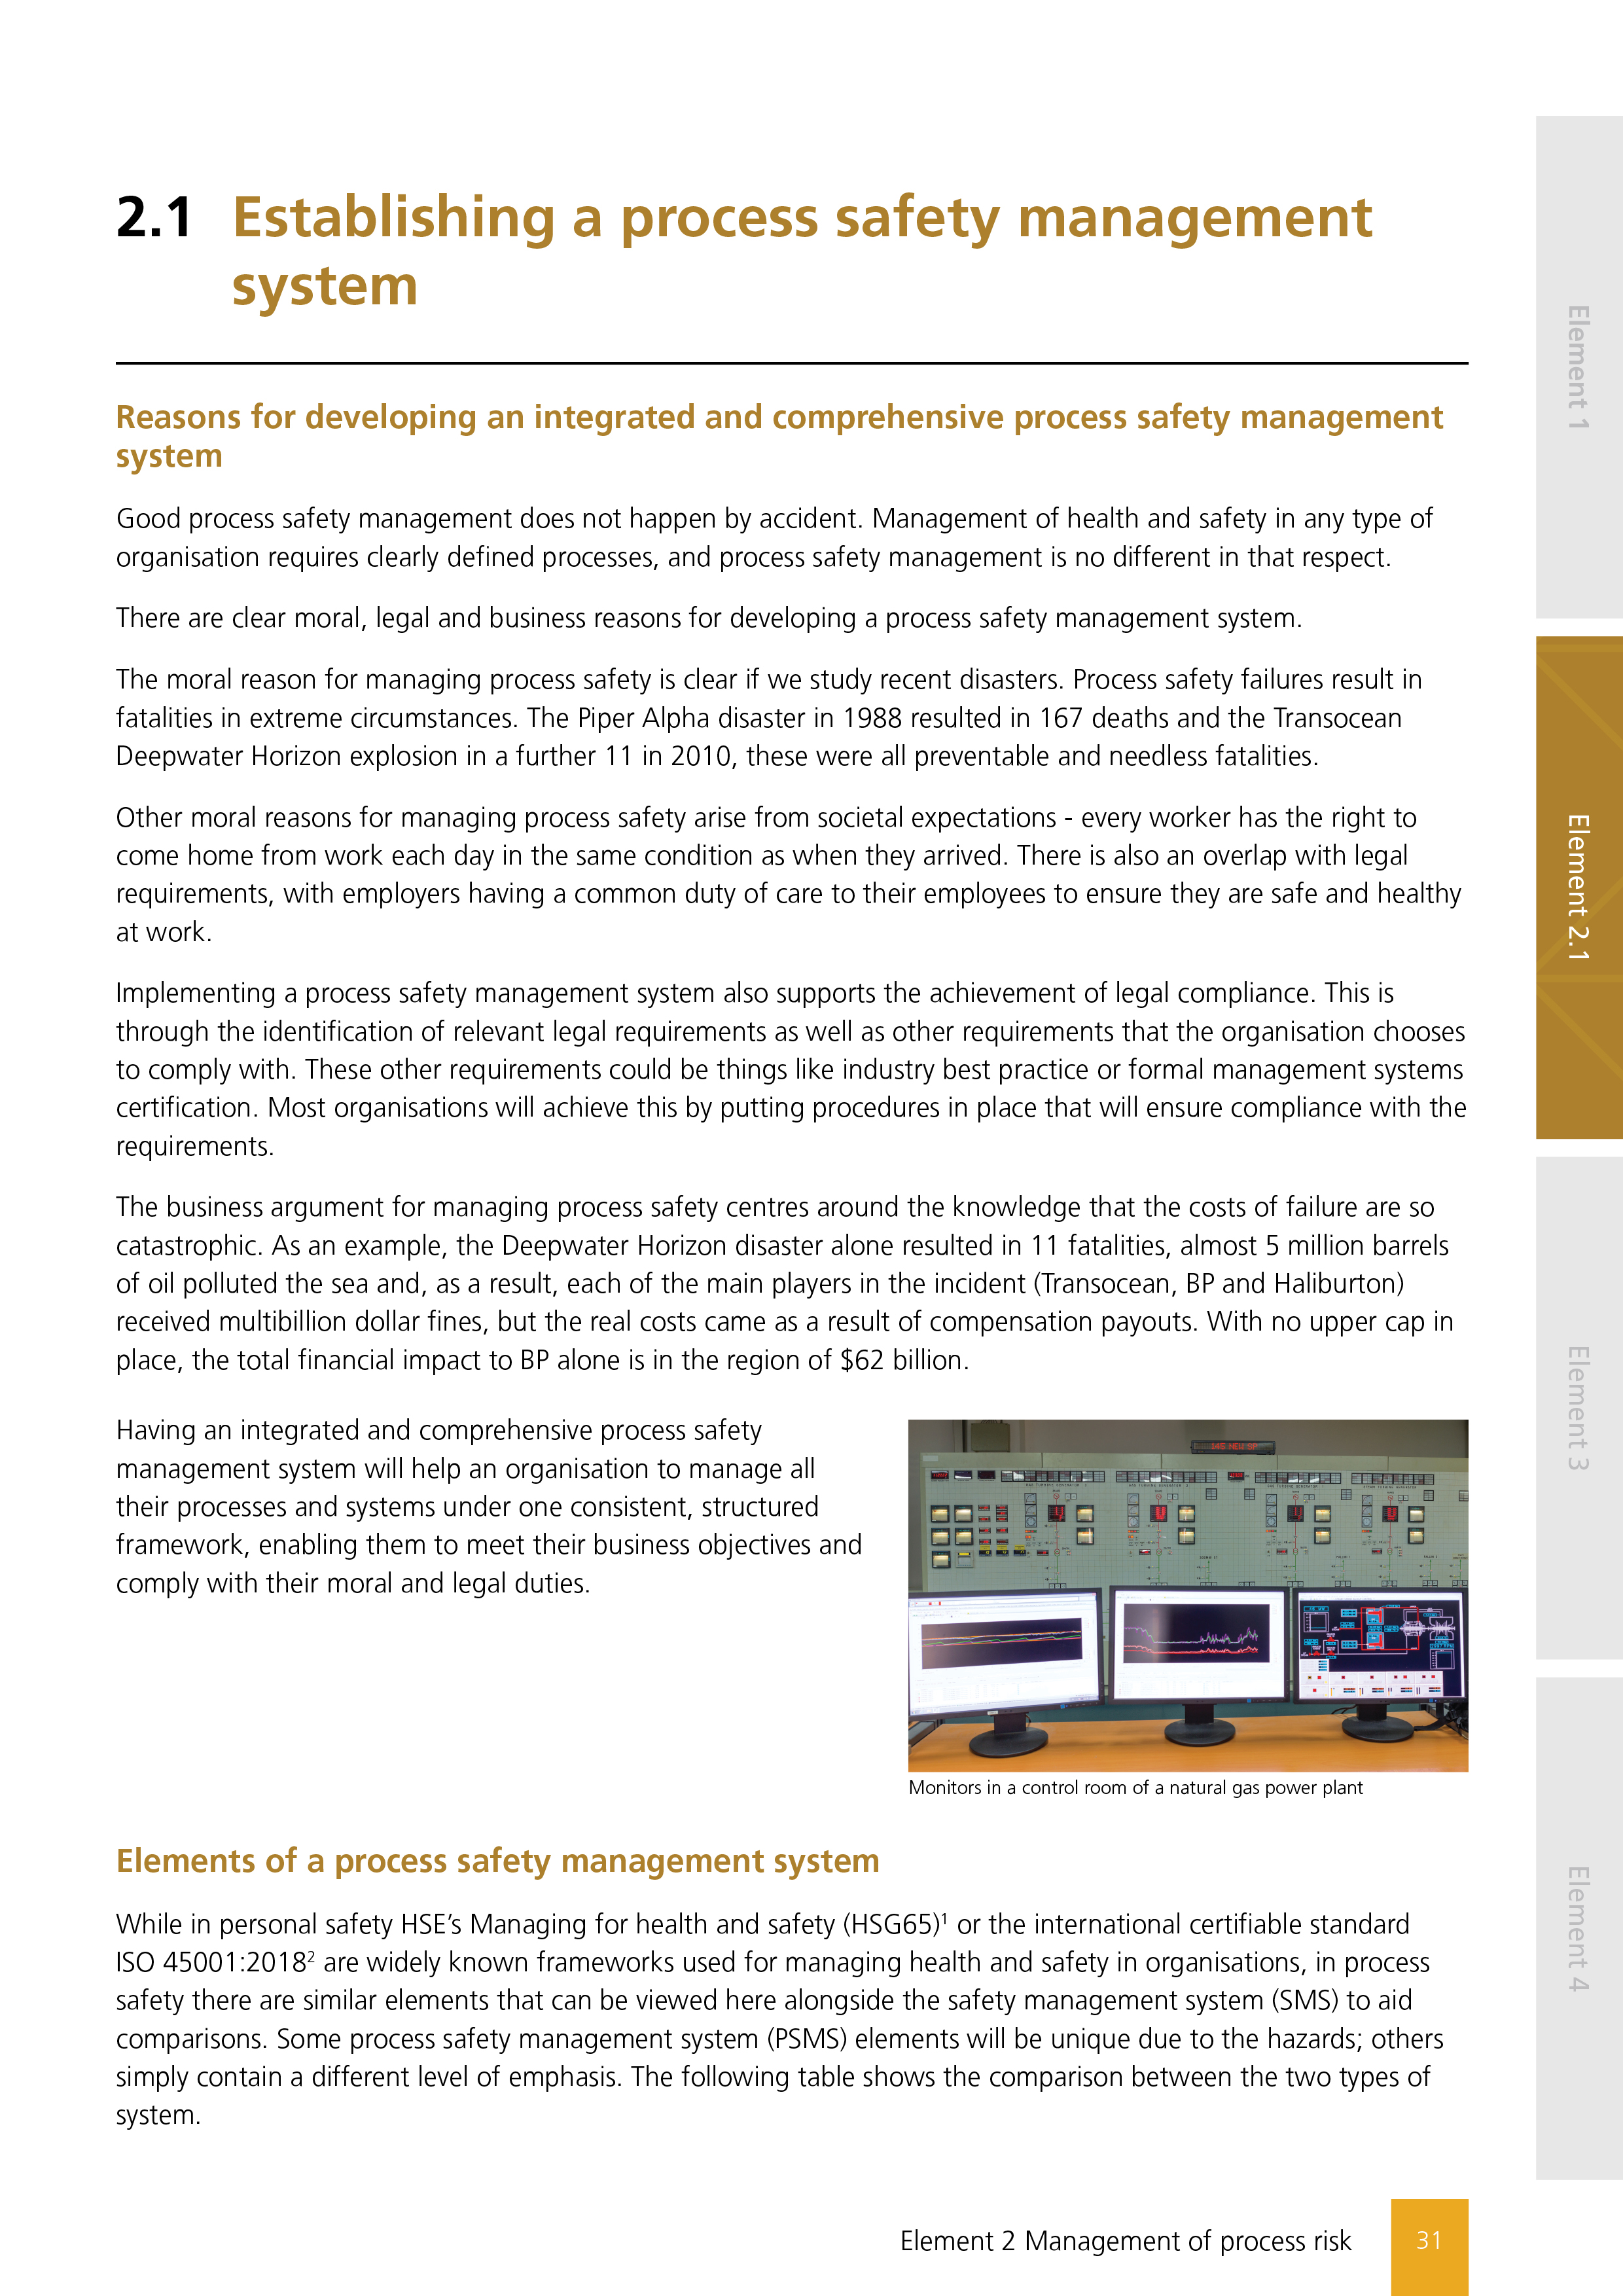 2.1 Establishing a process safety management
system
Reasons for developing an integrated and comprehensive process safety management
system
Good process safety management does not happen by accident. Management of health and safety in any type of
organisation requires clearly defined processes, and process safety management is no different in that respect.
There are clear moral, legal and business reasons for developing a process safety management system.
The moral reason for managing process safety is clear if we study recent disasters. Process safety failures result in
fatalities in extreme circumstances. The Piper Alpha disaster in 1988 resulted in 167 deaths and the Transocean
Deepwater Horizon explosion in a further 11 in 2010, these were all preventable and needless fatalities.
Other moral reasons for managing process safety arise from societal expectations - every worker has the right to
come home from work each day in the same condition as when they arrived. There is also an overlap with legal
requirements, with employers having a common duty of care to their employees to ensure they are safe and healthy
at work.
Implementing a process safety management system also supports the achievement of legal compliance. This is
through the identification of relevant legal requirements as well as other requirements that the organisation chooses
to comply with. These other requirements could be things like industry best practice or formal management systems
certification. Most organisations will achieve this by putting procedures in place that will ensure compliance with the
requirements.
The business argument for managing process safety centres around the knowledge that the costs of failure are so
catastrophic. As an example, the Deepwater Horizon disaster alone resulted in 11 fatalities, almost 5 million barrels
of oil polluted the sea and, as a result, each of the main players in the incident (Transocean, BP and Haliburton)
received multibillion dollar fines, but the real costs came as a result of compensation payouts. With no upper cap in
place, the total financial impact to BP alone is in the region of $62 billion.
Having an integrated and comprehensive process safety
management system will help an organisation to manage all
their processes and systems under one consistent, structured
framework, enabling them to meet their business objectives and
comply with their moral and legal duties.
Monitors in a control room of a natural gas power plant
Elements of a process safety management system
While in personal safety HSE’s Managing for health and safety (HSG65)¹ or the international certifiable standard
ISO 45001:2018² are widely known frameworks used for managing health and safety in organisations, in process
safety there are similar elements that can be viewed here alongside the safety management system (SMS) to aid
comparisons. Some process safety management system (PSMS) elements will be unique due to the hazards; others
simply contain a different level of emphasis. The following table shows the comparison between the two types of
system.
Element 2 Management of process risk
31
Element 1
Element 2.1
Element 3
Element 4